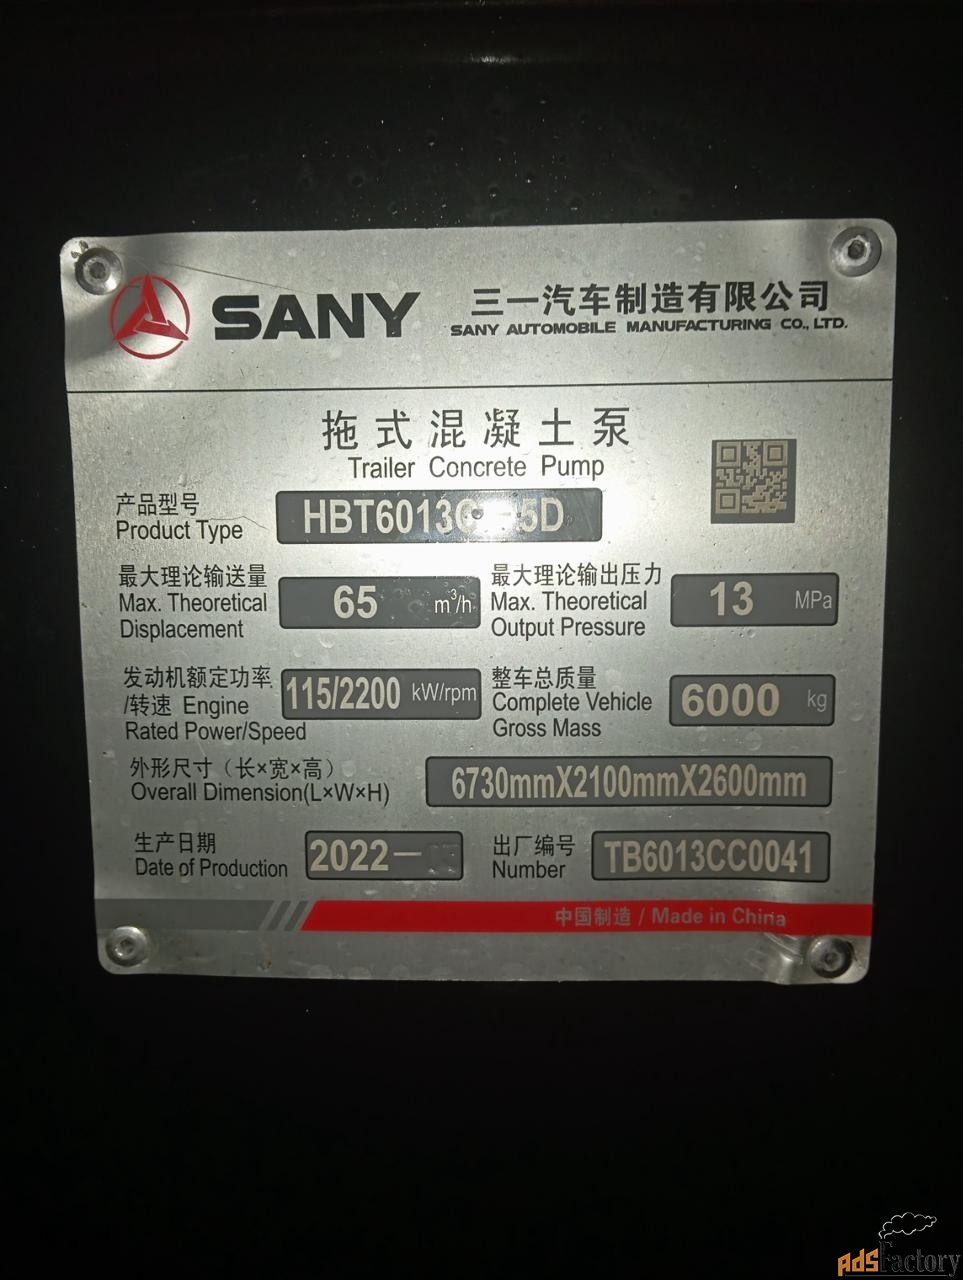 SANY
三一汽车制造有限公司
SANY AUTOMOBILE MANUFACTURING CO., LTD.
拖式混凝土泵
Trailer Concrete Pump
产品型号
Product Type
最大理论输送量
Max. Theoretical
Displacement
65 m³/h
最大理论输出压力
Max. Theoretical
Output Pressure
13 MPa
发动机额定功率
/转速 Engine
Rated Power/Speed
115/2200 kW/rpm
整车总质量
Complete Vehicle
Gross Mass
6000 kg
外形尺寸（长×宽×高）
Overall Dimension(L×W×H)
6730mmX2100mmX2600mm
生产日期
Date of Production
2022—
出厂编号
Number
TB6013CC0041
中国制造 / Made in China
AdsFactory